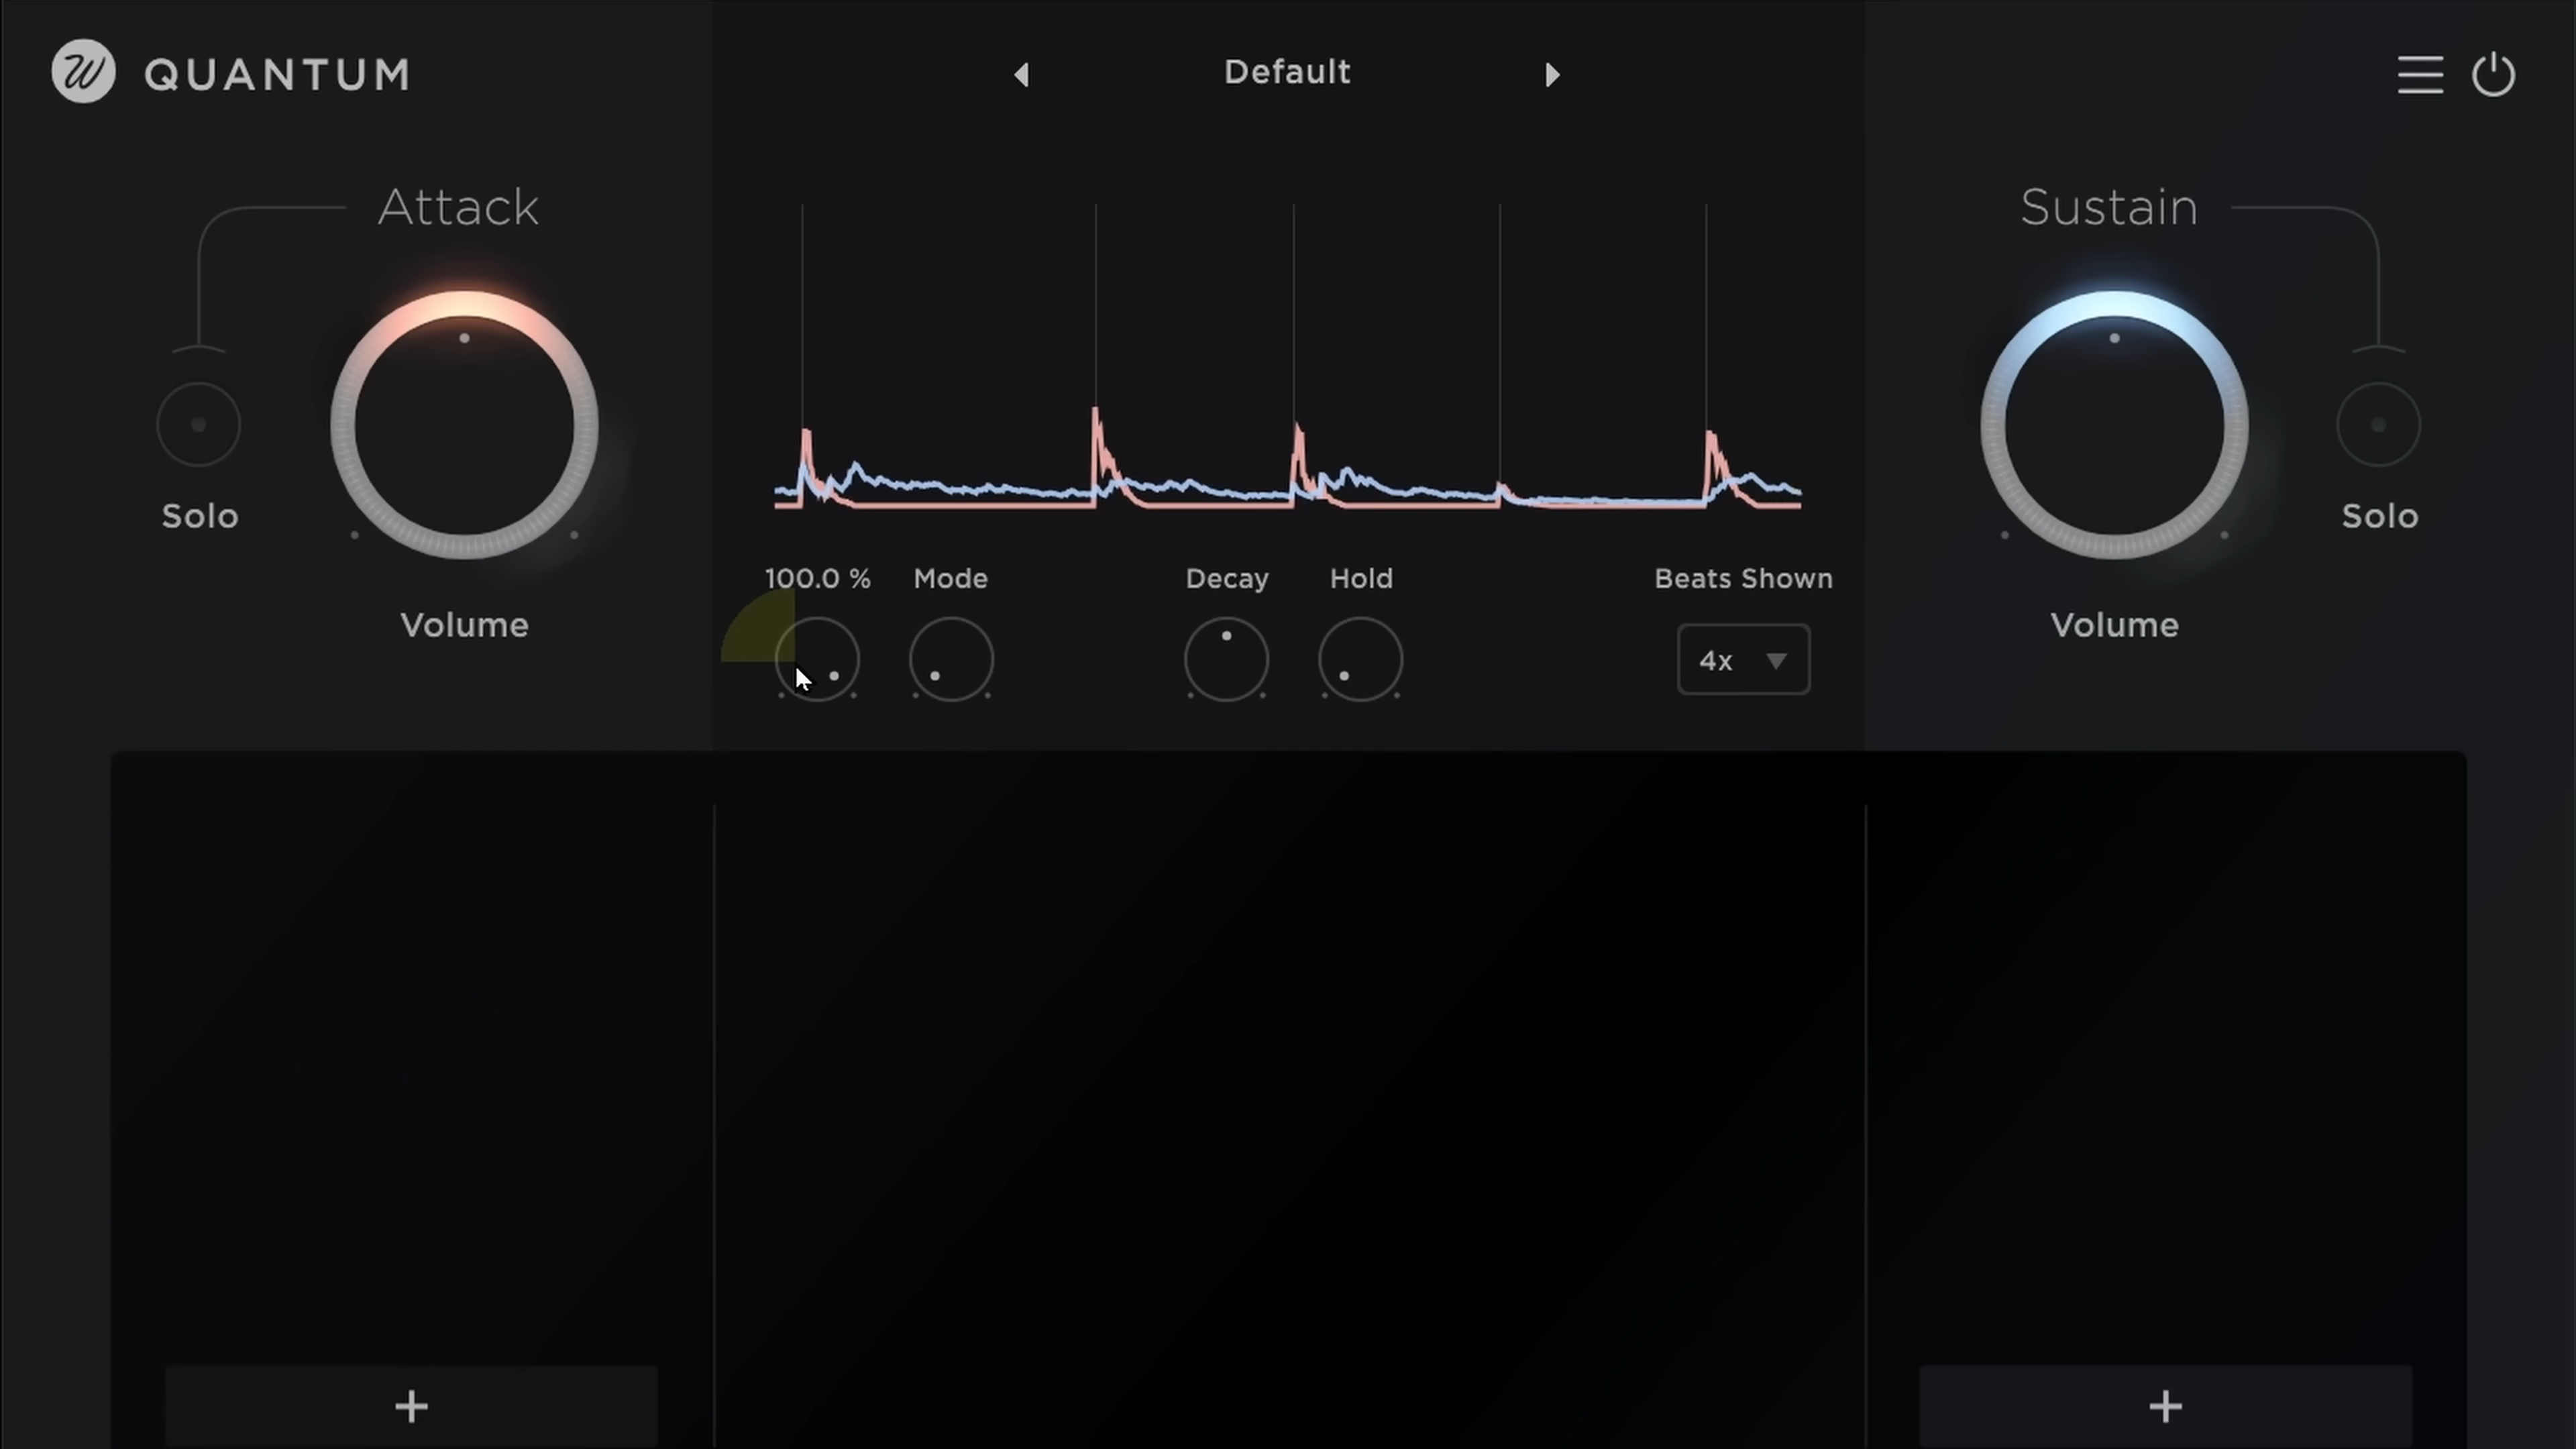 QUANTUM
Default
Attack
Sustain
Solo
Solo
Volume
Volume
100.0 %
Mode
Decay
Hold
Beats Shown
4x
+
+